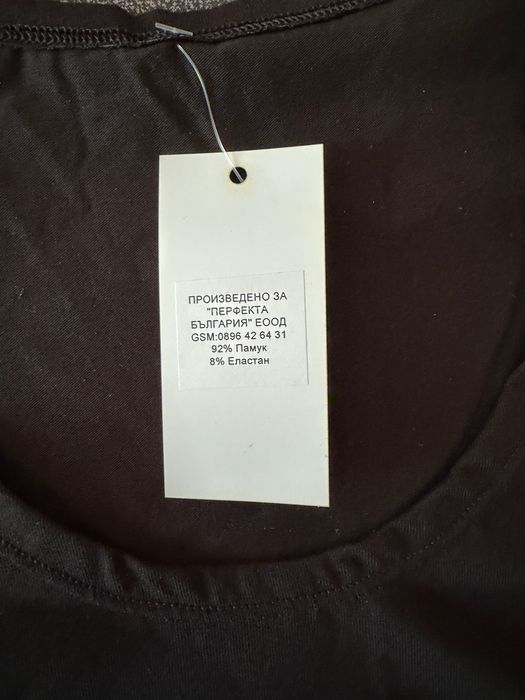 ПРОИЗВЕДЕНО ЗА
"ПЕРФЕКТА
БЪЛГАРИЯ" ЕООД
GSM:0896 42 64 31
92% Памук
8% Еластан